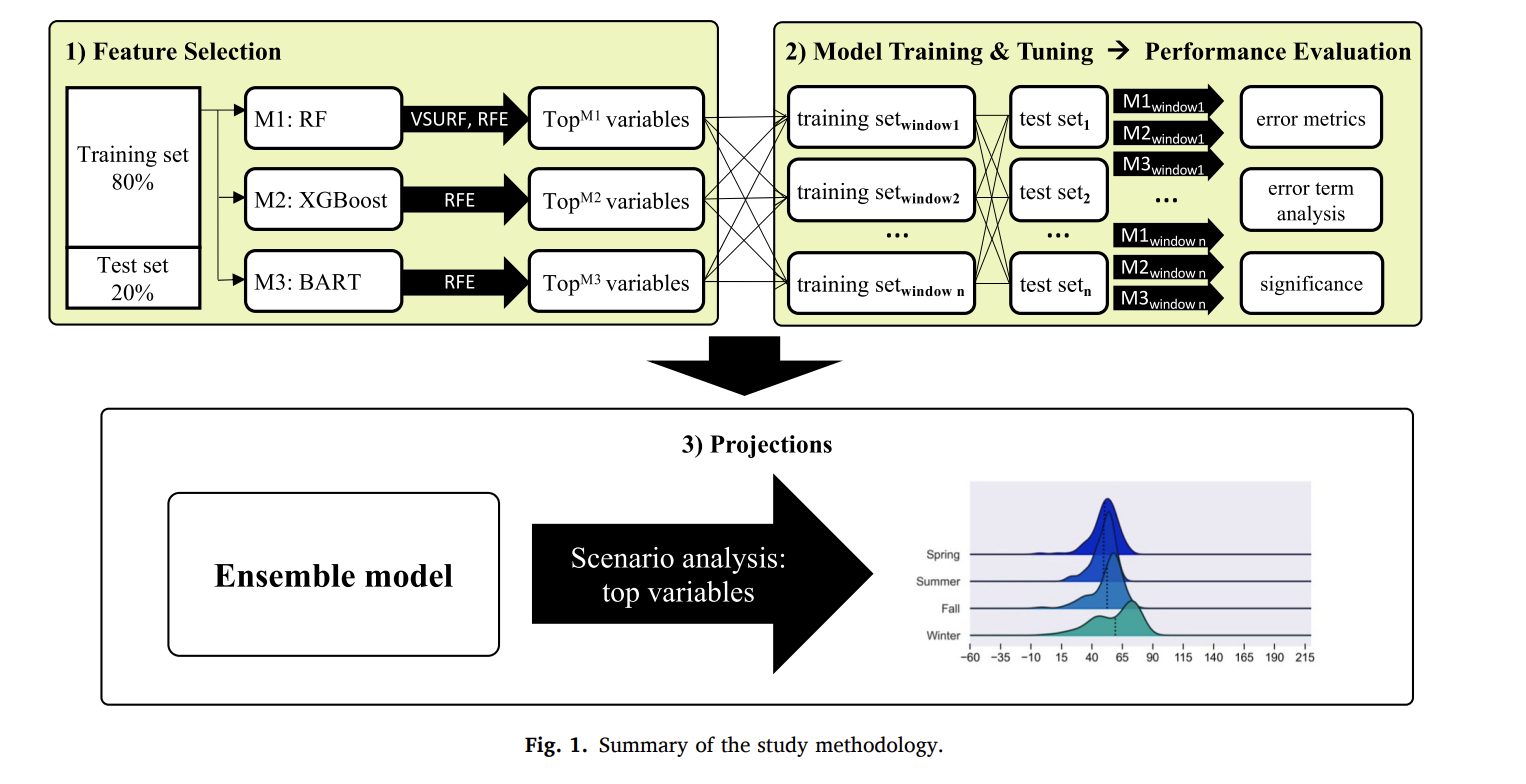 1) Feature Selection
Training set
80%
Test set
20%
M1: RF
VSURF, RFE
Top^M1 variables
M2: XGBoost
RFE
Top^M2 variables
M3: BART
RFE
Top^M3 variables
2) Model Training & Tuning → Performance Evaluation
training set_window1
training set_window2
...
training set_window n
test set_1
test set_2
...
test set_n
M1_window1
M2_window1
M3_window1
...
M1_window n
M2_window n
M3_window n
error metrics
error term
analysis
significance
3) Projections
Ensemble model
Scenario analysis:
top variables
Spring
Summer
Fall
Winter
−60 −35 −10 15 40 65 90 115 140 165 190 215
Fig. 1. Summary of the study methodology.